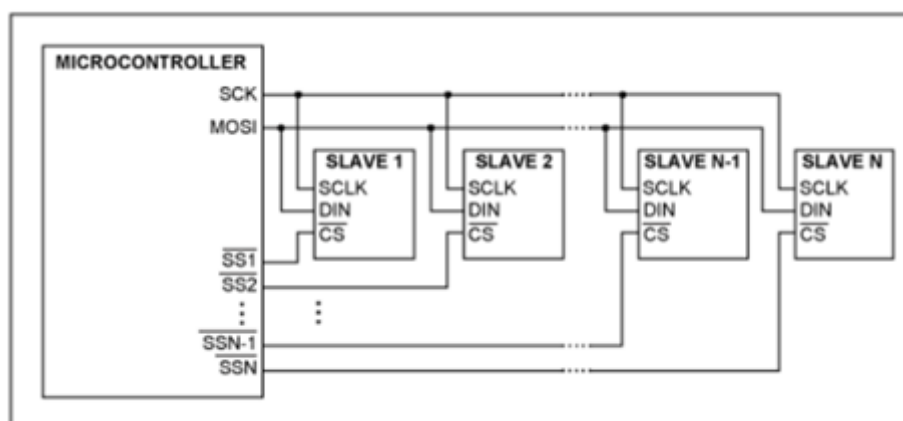 MICROCONTROLLER
SCK
MOSI
SLAVE 1 SLAVE 2 SLAVE N-1 SLAVE N
SCLK SCLK SCLK SCLK
DIN DIN DIN DIN
CS CS CS CS
SS1
SS2
SSN-1
SSN